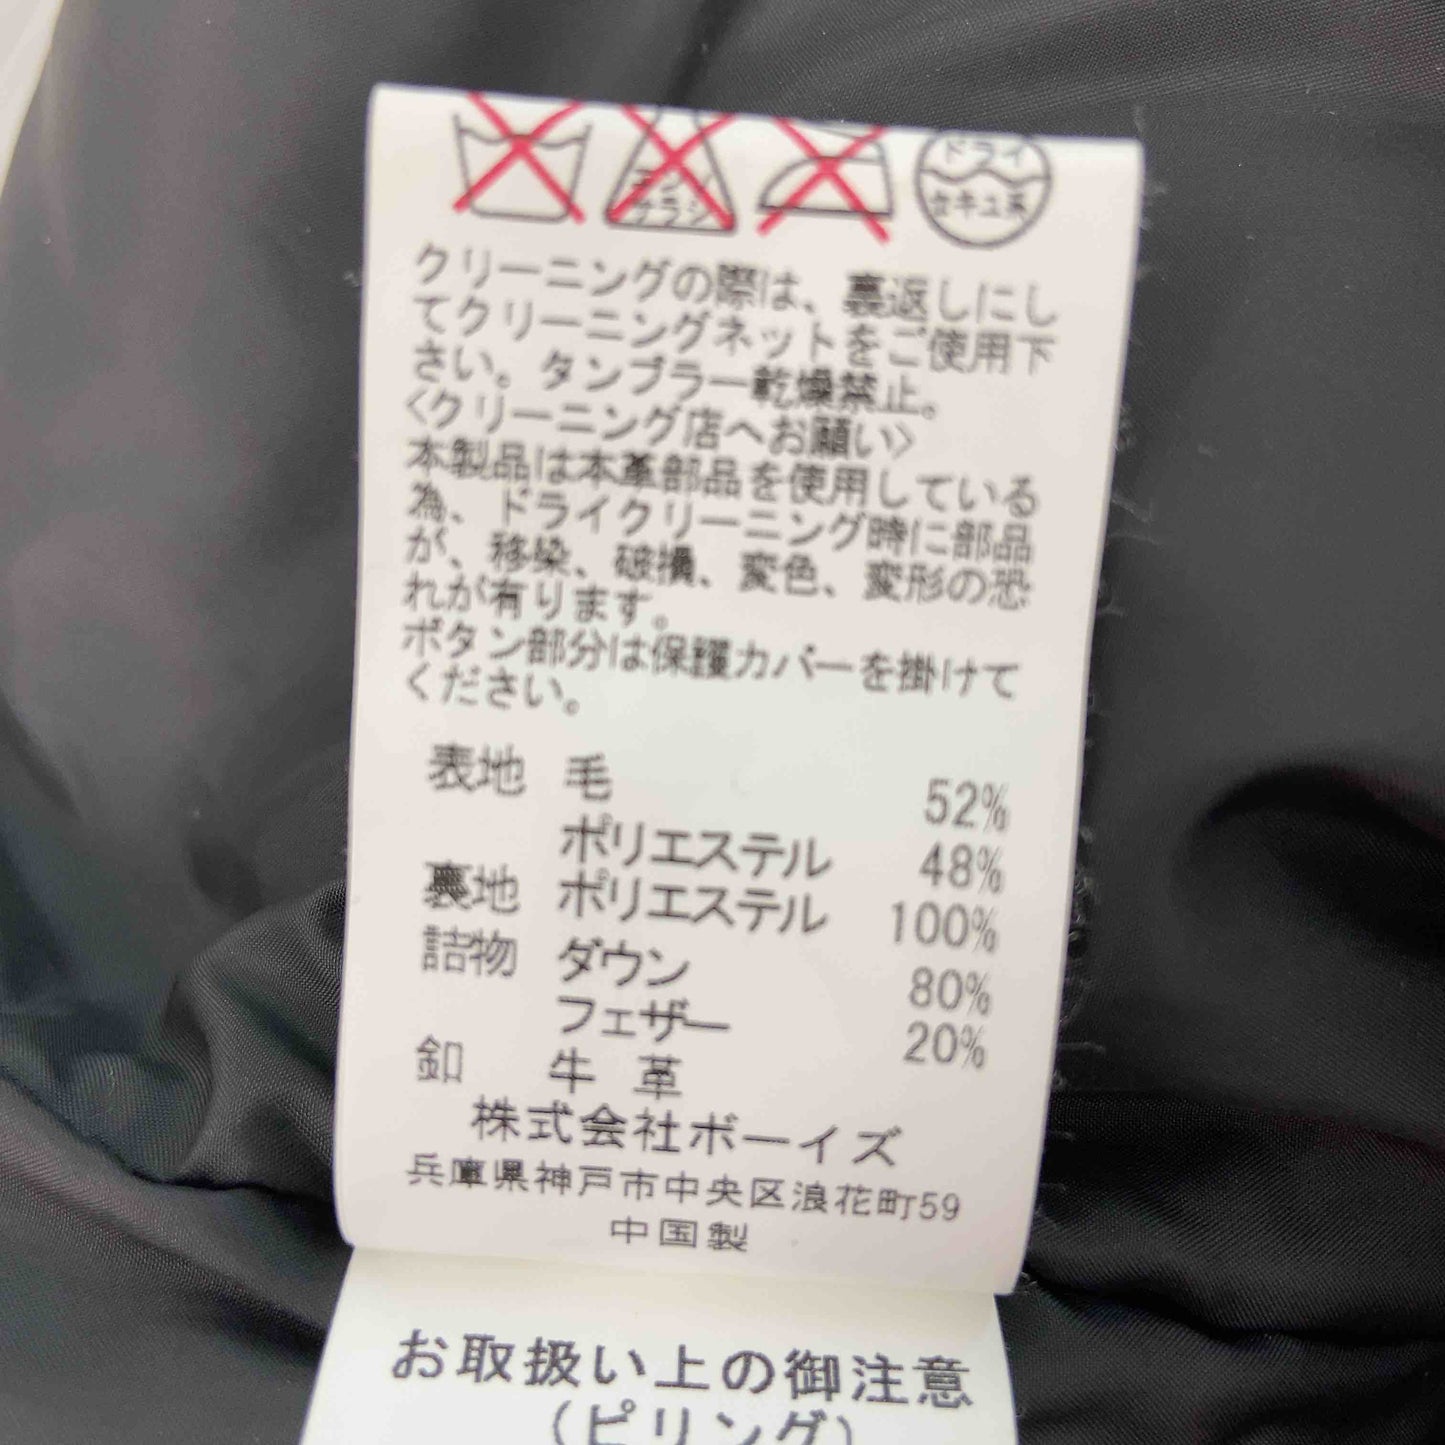 エンソ
サラシ
ドライ
セキユ系
クリーニングの際は、裏返しにし
てクリーニングネットをご使用下
さい。タンブラー乾燥禁止。
<クリーニング店へお願い>
本製品は本革部品を使用している
為、ドライクリーニング時に部品
が、移染、破損、変色、変形の恐
れが有ります。
ボタン部分は保護カバーを掛けて
ください。
表地 毛 52%
ポリエステル 48%
裏地 ポリエステル 100%
詰物 ダウン 80%
フェザー 20%
釦 牛革
株式会社ボーイズ
兵庫県神戸市中央区浪花町59
中国製
お取扱い上の御注意
(ピリング)